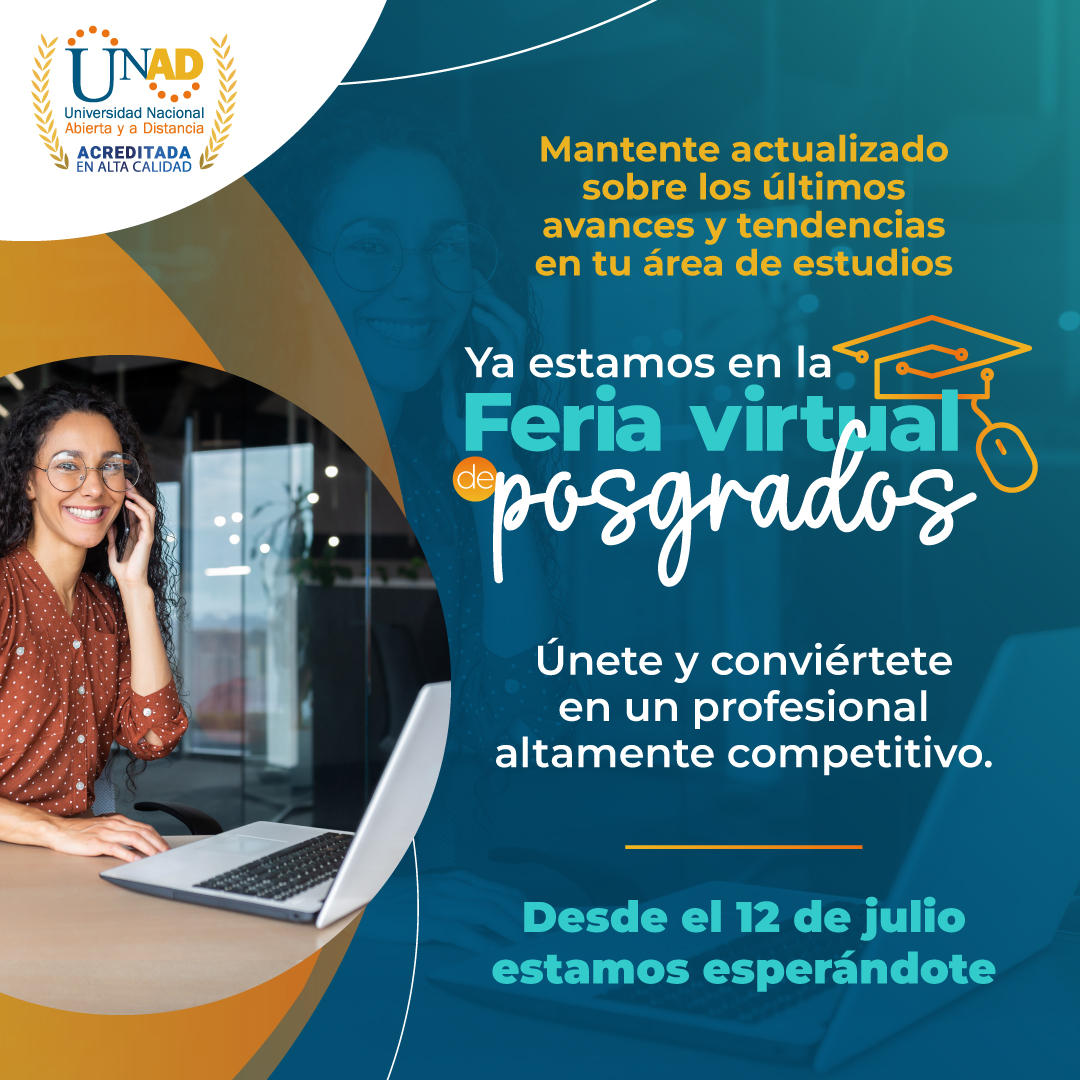 UNAD
Universidad Nacional
Abierta y a Distancia
ACREDITADA
EN ALTA CALIDAD
Mantente actualizado
sobre los últimos
avances y tendencias
en tu área de estudios
Ya estamos en la
Feria virtual
de posgrados
Únete y conviértete
en un profesional
altamente competitivo.
Desde el 12 de julio
estamos esperándote